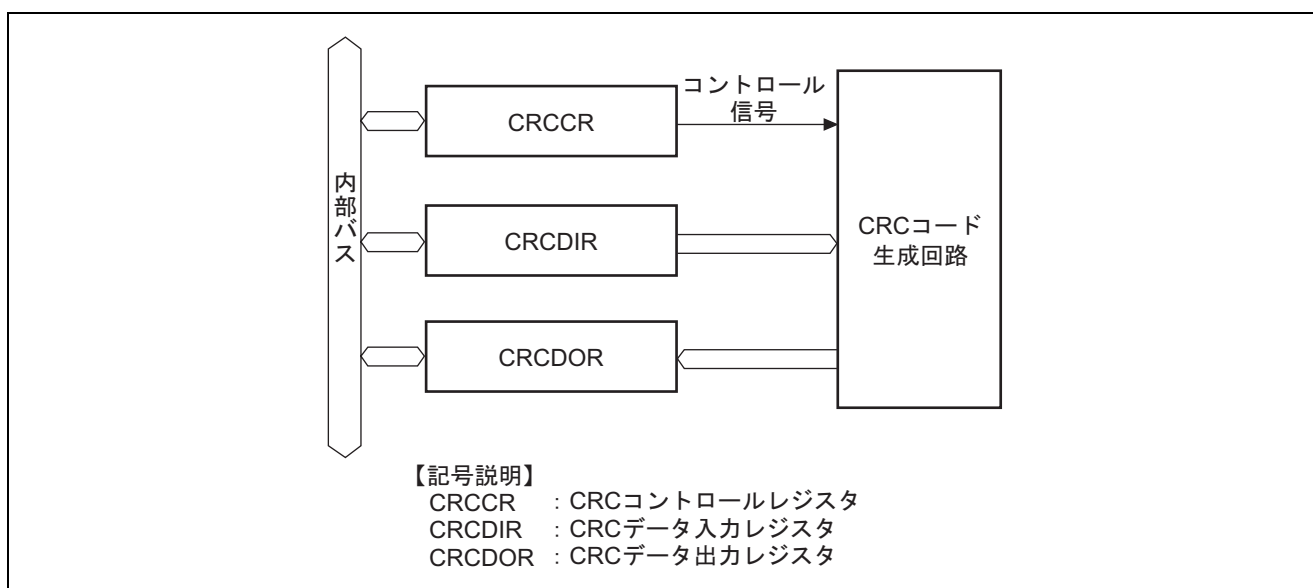 内部バス
CRCCR
コントロール
信号
CRCDIR
CRCDOR
CRCコード
生成回路
【記号説明】
CRCCR : CRCコントロールレジスタ
CRCDIR : CRCデータ入力レジスタ
CRCDOR : CRCデータ出力レジスタ